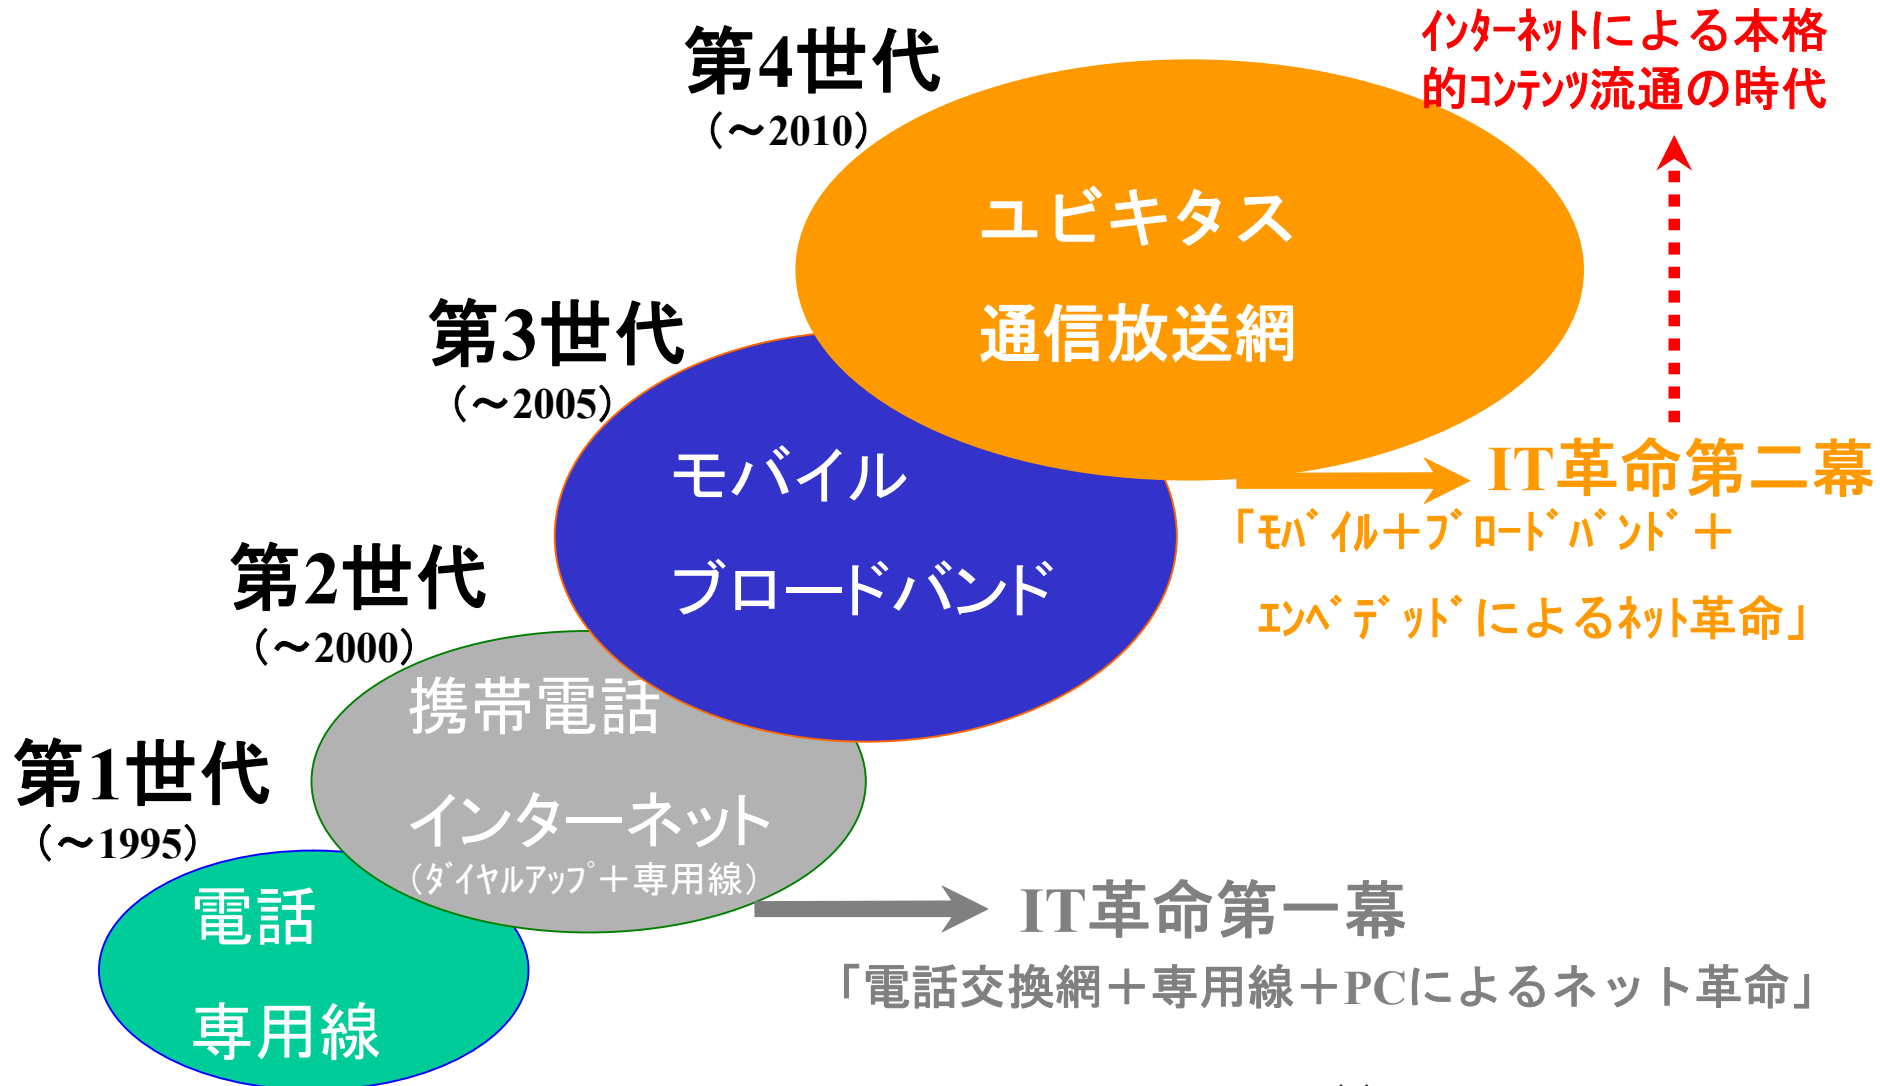 第4世代
（～2010）
ｲﾝﾀｰﾈｯﾄによる本格
的ｺﾝﾃﾝﾂ流通の時代
ユビキタス
通信放送網
第3世代
（～2005）
モバイル
ブロードバンド
IT革命第二幕
「ﾓﾊﾞｲﾙ＋ﾌﾞﾛｰﾄﾞﾊﾞﾝﾄﾞ＋
ｴﾝﾍﾞﾃﾞｯﾄﾞによるﾈｯﾄ革命」
第2世代
（～2000）
携帯電話
インターネット
（ﾀﾞｲﾔﾙｱｯﾌﾟ＋専用線）
第1世代
（～1995）
電話
専用線
IT革命第一幕
「電話交換網＋専用線＋PCによるネット革命」